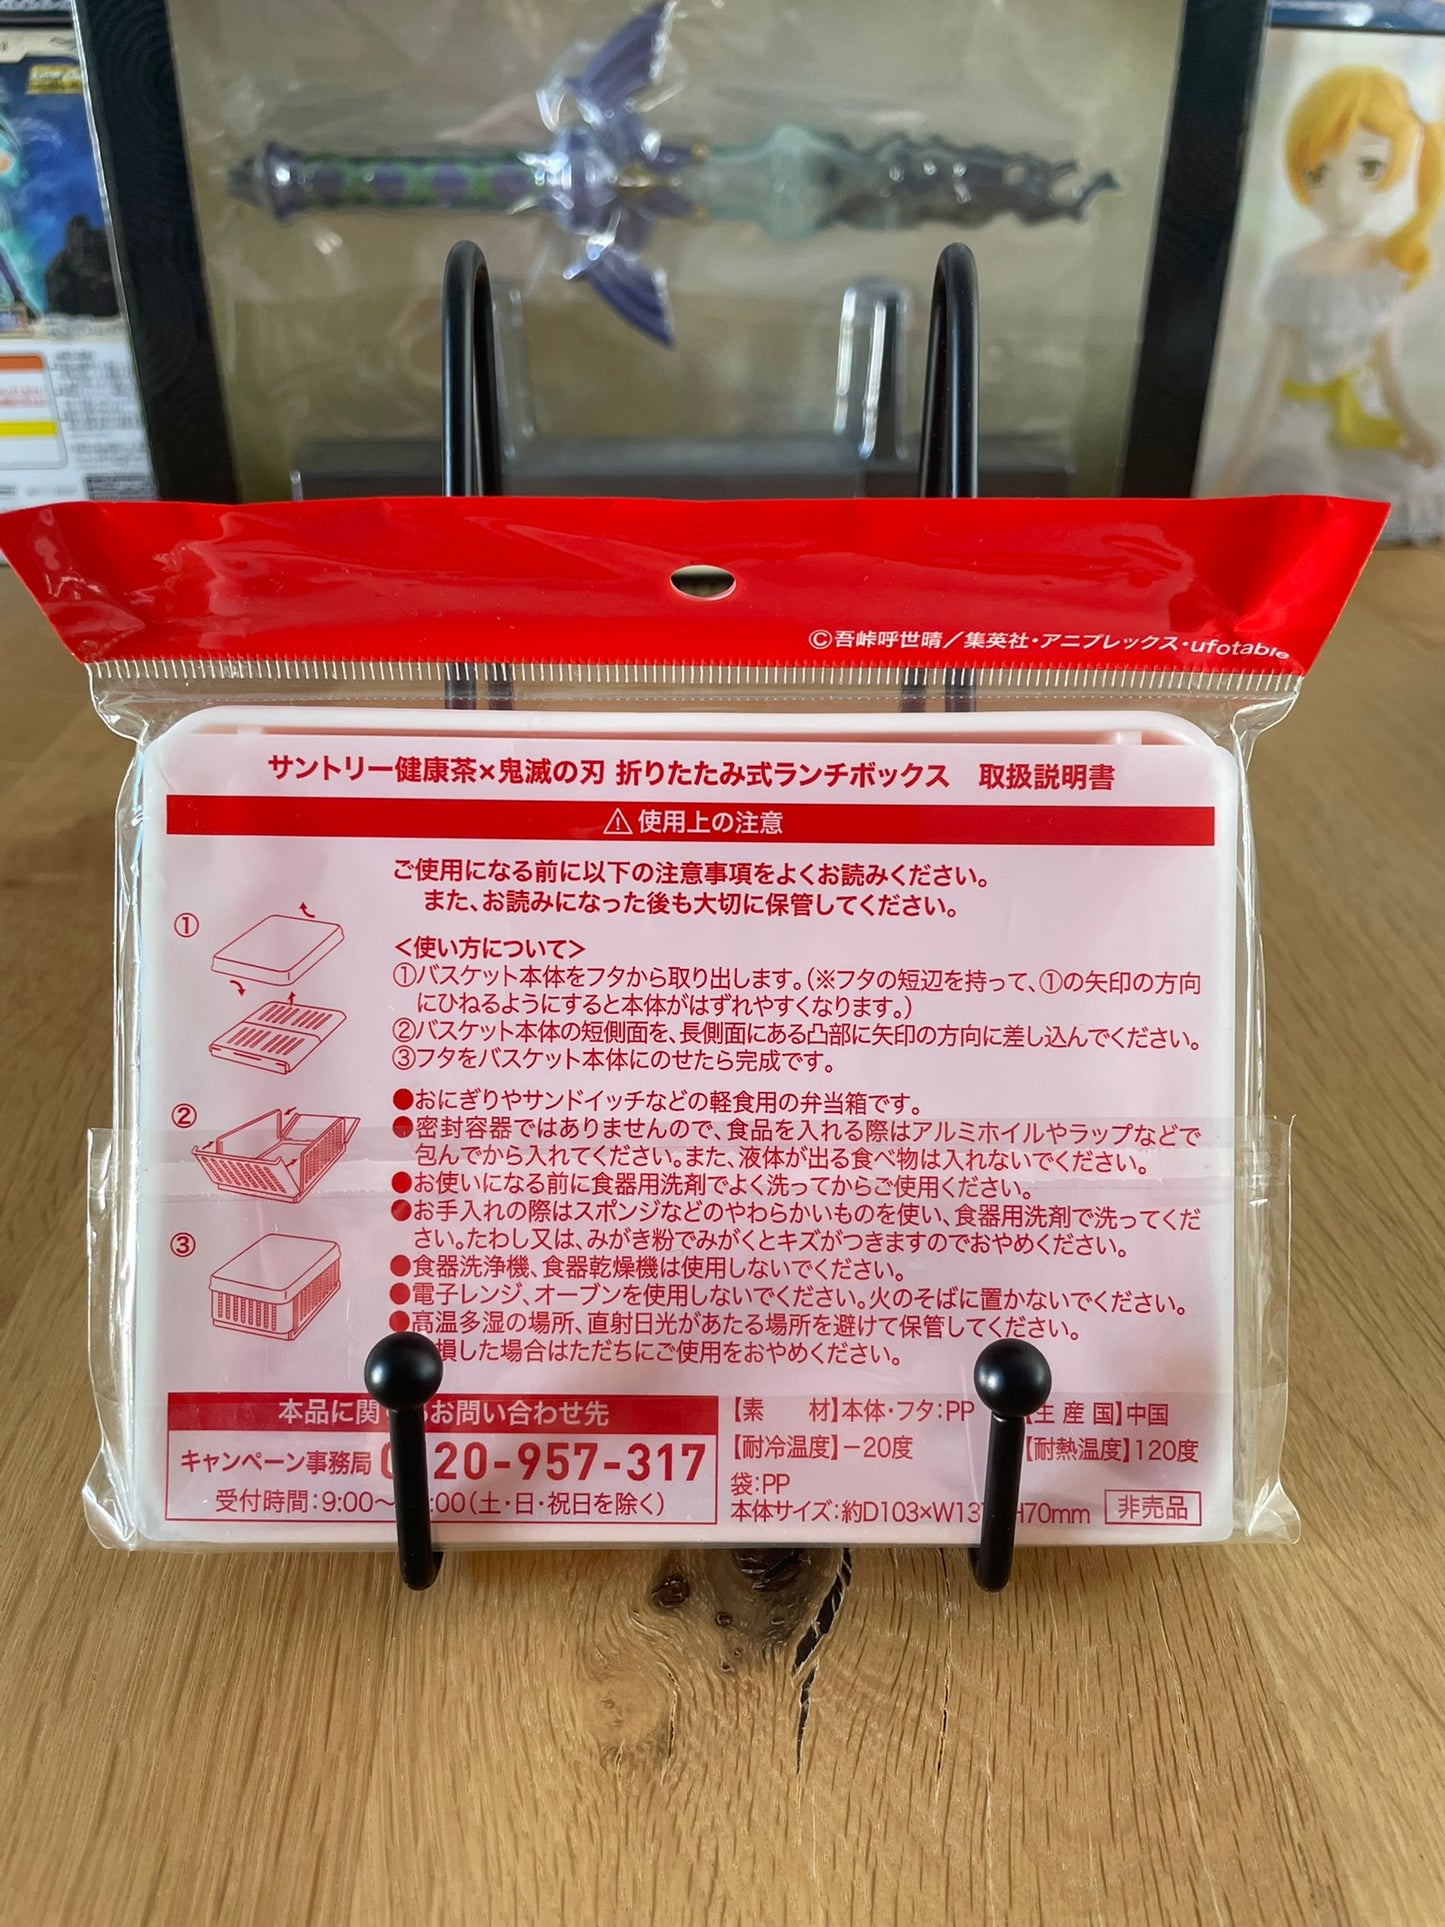 ©吾峠呼世晴／集英社・アニプレックス・ufotable
サントリー健康茶×鬼滅の刃 折りたたみ式ランチボックス 取扱説明書
⚠使用上の注意
ご使用になる前に以下の注意事項をよくお読みください。
また、お読みになった後も大切に保管してください。
<使い方について>
①バスケット本体をフタから取り出します。(※フタの短辺を持って、①の矢印の方向
にひねるようにすると本体がはずれやすくなります。)
②バスケット本体の短側面を、長側面にある凸部に矢印の方向に差し込んでください。
③フタをバスケット本体にのせたら完成です。
①
②
③
●おにぎりやサンドイッチなどの軽食用の弁当箱です。
●密封容器ではありませんので、食品を入れる際はアルミホイルやラップなどで
包んでから入れてください。また、液体が出る食べ物は入れないでください。
●お使いになる前に食器用洗剤でよく洗ってからご使用ください。
●お手入れの際はスポンジなどのやわらかいものを使い、食器用洗剤で洗ってくだ
さい。たわし又は、みがき粉でみがくとキズがつきますのでおやめください。
●食器洗浄機、食器乾燥機は使用しないでください。
●電子レンジ、オーブンを使用しないでください。火のそばに置かないでください。
●高温多湿の場所、直射日光があたる場所を避けて保管してください。
損した場合はただちにご使用をおやめください。
本品に関 るお問い合わせ先
キャンペーン事務局 0 20-957-317
受付時間:9:00〜 :00(土・日・祝日を除く)
【素 材】本体・フタ:PP 【生産国】中国
【耐冷温度】−20度 【耐熱温度】120度
袋:PP
本体サイズ:約D103×W13 H70mm 非売品